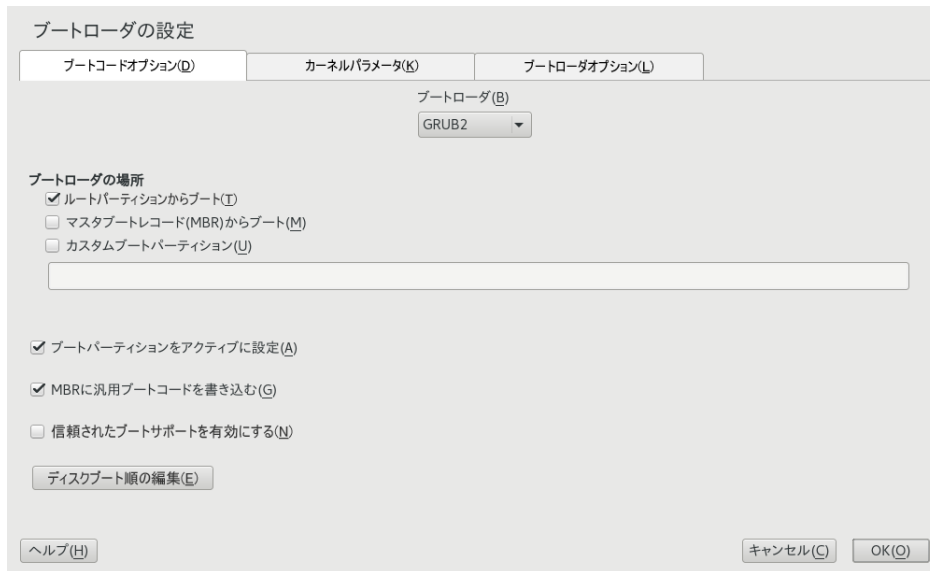 ブートローダの設定
ブートコードオプション(D) カーネルパラメータ(K) ブートローダオプション(L)
ブートローダ(B)
GRUB2
ブートローダの場所
ルートパーティションからブート(T)
マスタブートレコード(MBR)からブート(M)
カスタムブートパーティション(U)
ブートパーティションをアクティブに設定(A)
MBRに汎用ブートコードを書き込む(G)
信頼されたブートサポートを有効にする(N)
ディスクブート順の編集(E)
ヘルプ(H) キャンセル(C) OK(O)